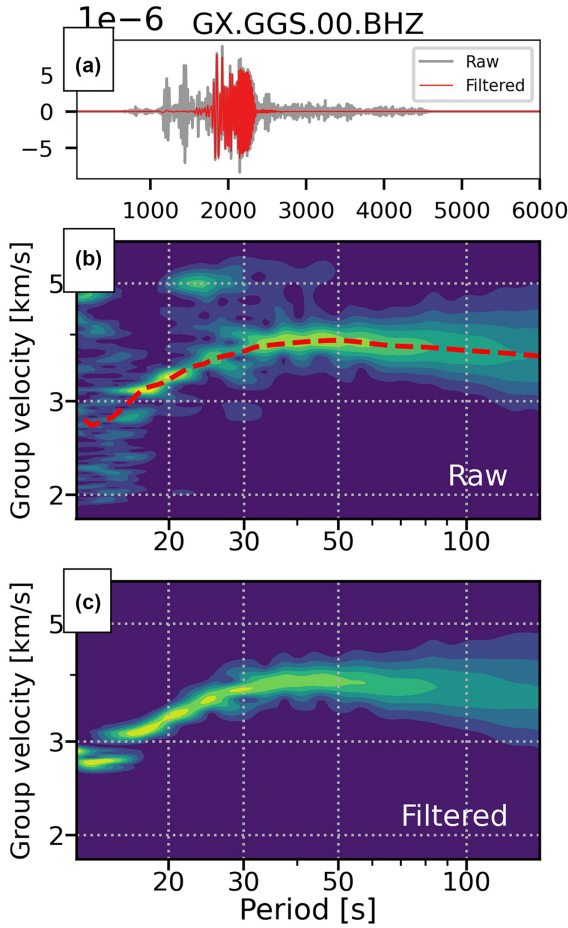 1e−6 GX.GGS.00.BHZ
(a)
Raw
Filtered
5
0
−5
1000 2000 3000 4000 5000 6000
(b)
Group velocity [km/s]
5
3
2
Raw
20 30 50 100
(c)
Group velocity [km/s]
5
3
2
Filtered
20 30 50 100
Period [s]